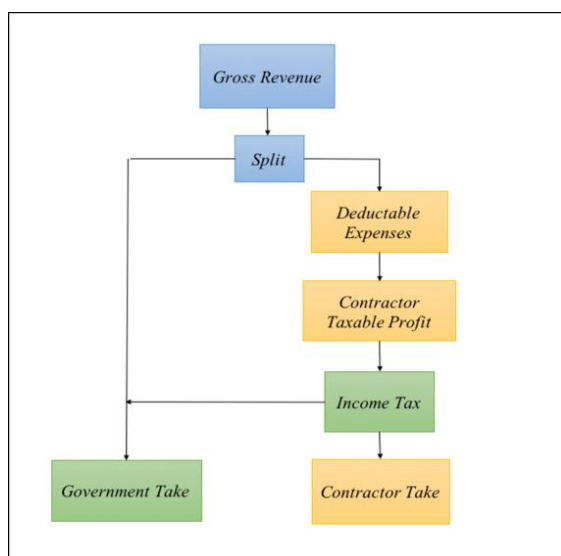 Gross Revenue
Split
Deductable
Expenses
Contractor
Taxable Profit
Income Tax
Government Take
Contractor Take